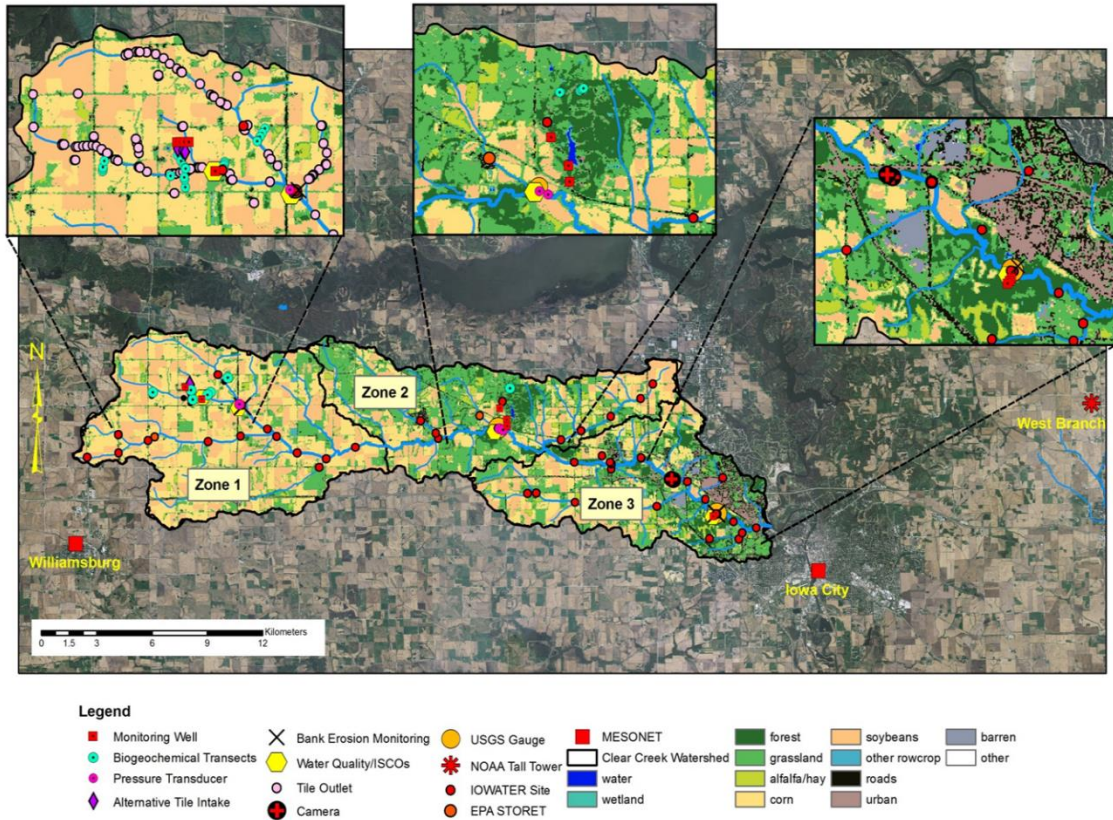 N
Zone 2
Zone 1
Zone 3
West Branch
Williamsburg
Iowa City
Kilometers
0 1.5 3 6 9 12
Legend
Monitoring Well
Biogeochemical Transects
Pressure Transducer
Alternative Tile Intake
Bank Erosion Monitoring
Water Quality/ISCOs
Tile Outlet
Camera
USGS Gauge
NOAA Tall Tower
IOWATER Site
EPA STORET
MESONET
Clear Creek Watershed
water
wetland
forest
grassland
alfalfa/hay
corn
soybeans
other rowcrop
roads
urban
barren
other